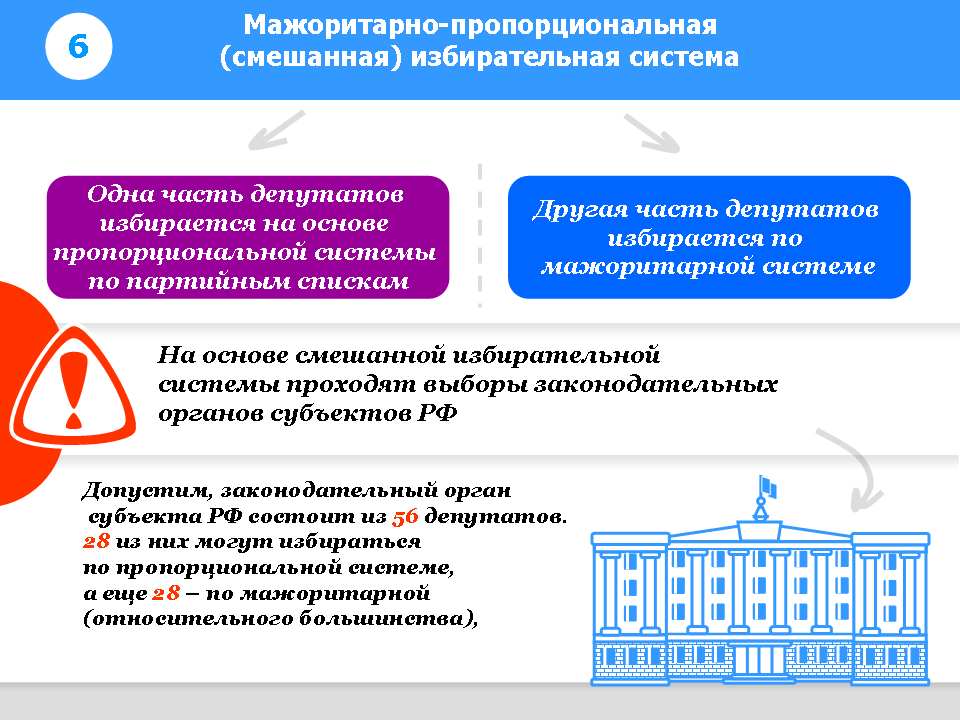 6
Мажоритарно-пропорциональная
(смешанная) избирательная система
Одна часть депутатов
избирается на основе
пропорциональной системы
по партийным спискам
Другая часть депутатов
избирается по
мажоритарной системе
На основе смешанной избирательной
системы проходят выборы законодательных
органов субъектов РФ
Допустим, законодательный орган
субъекта РФ состоит из 56 депутатов.
28 из них могут избираться
по пропорциональной системе,
а еще 28 – по мажоритарной
(относительного большинства),